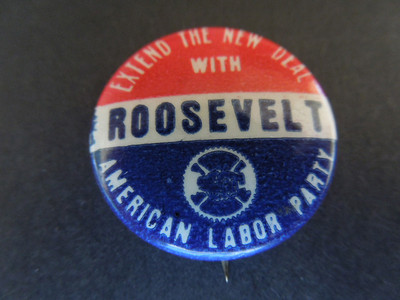 EXTEND THE NEW DEAL
WITH
ROOSEVELT
AMERICAN LABOR PARTY